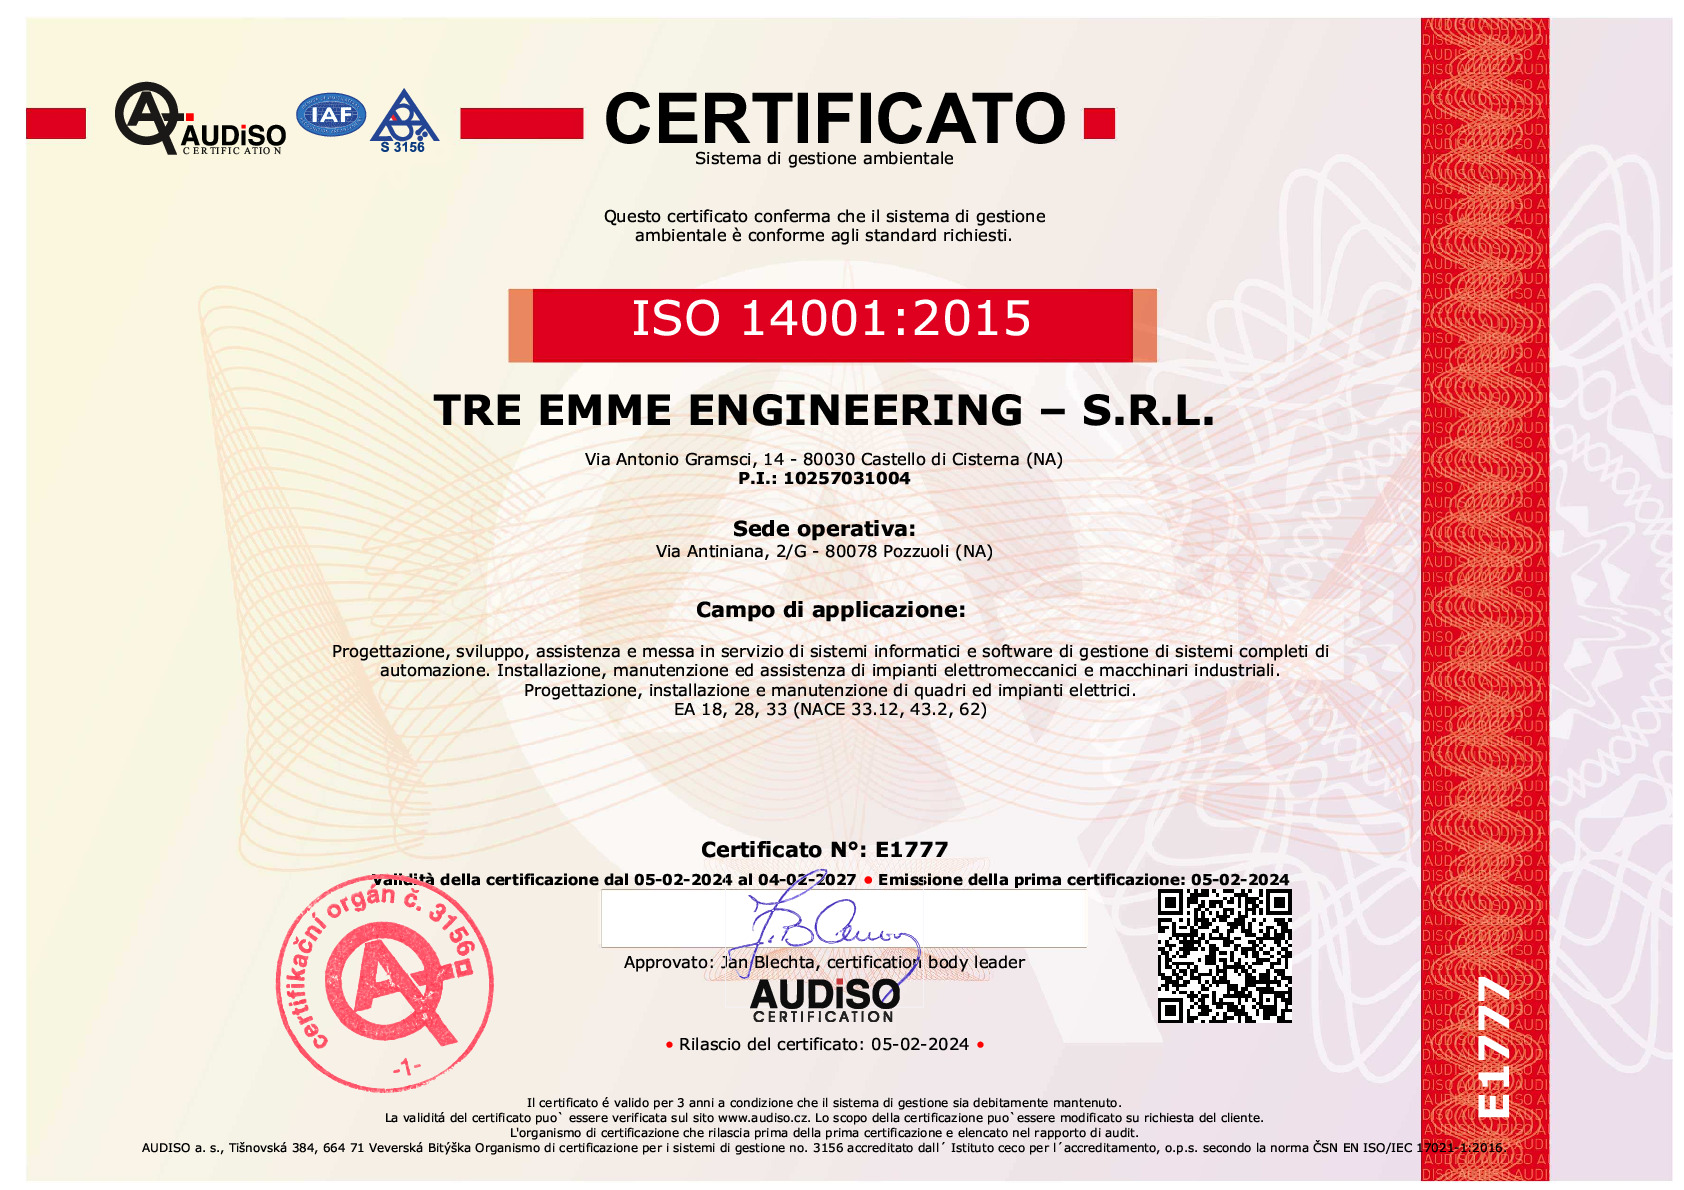 AUDiSO
CERTIFICATION
IAF
S 3156
CERTIFICATO
Sistema di gestione ambientale
Questo certificato conferma che il sistema di gestione
ambientale è conforme agli standard richiesti.
ISO 14001:2015
TRE EMME ENGINEERING – S.R.L.
Via Antonio Gramsci, 14 - 80030 Castello di Cisterna (NA)
P.I.: 10257031004
Sede operativa:
Via Antiniana, 2/G - 80078 Pozzuoli (NA)
Campo di applicazione:
Progettazione, sviluppo, assistenza e messa in servizio di sistemi informatici e software di gestione di sistemi completi di
automazione. Installazione, manutenzione ed assistenza di impianti elettromeccanici e macchinari industriali.
Progettazione, installazione e manutenzione di quadri ed impianti elettrici.
EA 18, 28, 33 (NACE 33.12, 43.2, 62)
Certificato N°: E1777
Validità della certificazione dal 05-02-2024 al 04-02-2027 • Emissione della prima certificazione: 05-02-2024
certifikační orgán č. 3156
-1-
Approvato: Jan Blechta, certification body leader
AUDiSO
CERTIFICATION
• Rilascio del certificato: 05-02-2024 •
E1777
Il certificato é valido per 3 anni a condizione che il sistema di gestione sia debitamente mantenuto.
La validitá del certificato puo` essere verificata sul sito www.audiso.cz. Lo scopo della certificazione puo`essere modificato su richiesta del cliente.
L'organismo di certificazione che rilascia prima della prima certificazione e elencato nel rapporto di audit.
AUDISO a. s., Tišnovská 384, 664 71 Veverská Bitýška Organismo di certificazione per i sistemi di gestione no. 3156 accreditato dall´ Istituto ceco per l´accreditamento, o.p.s. secondo la norma ČSN EN ISO/IEC 17021-1:2016.